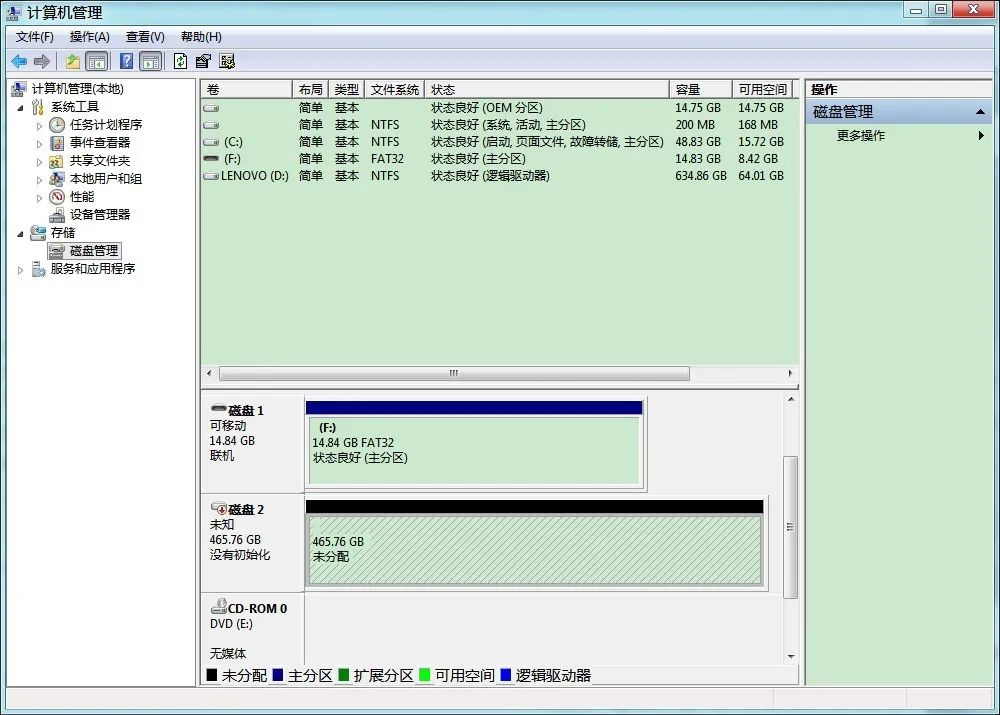 计算机管理
文件(F) 操作(A) 查看(V) 帮助(H)
计算机管理(本地)
系统工具
任务计划程序
事件查看器
共享文件夹
本地用户和组
性能
设备管理器
存储
磁盘管理
服务和应用程序
卷 布局 类型 文件系统 状态 容量 可用空间
简单 基本 状态良好 (OEM 分区) 14.75 GB 14.75 GB
简单 基本 NTFS 状态良好 (系统, 活动, 主分区) 200 MB 168 MB
(C:) 简单 基本 NTFS 状态良好 (启动, 页面文件, 故障转储, 主分区) 48.83 GB 15.72 GB
(F:) 简单 基本 FAT32 状态良好 (主分区) 14.83 GB 8.42 GB
LENOVO (D:) 简单 基本 NTFS 状态良好 (逻辑驱动器) 634.86 GB 64.01 GB
磁盘 1
可移动
14.84 GB
联机
(F:)
14.84 GB FAT32
状态良好 (主分区)
磁盘 2
未知
465.76 GB
没有初始化
465.76 GB
未分配
CD-ROM 0
DVD (E:)
无媒体
未分配 主分区 扩展分区 可用空间 逻辑驱动器
操作
磁盘管理
更多操作